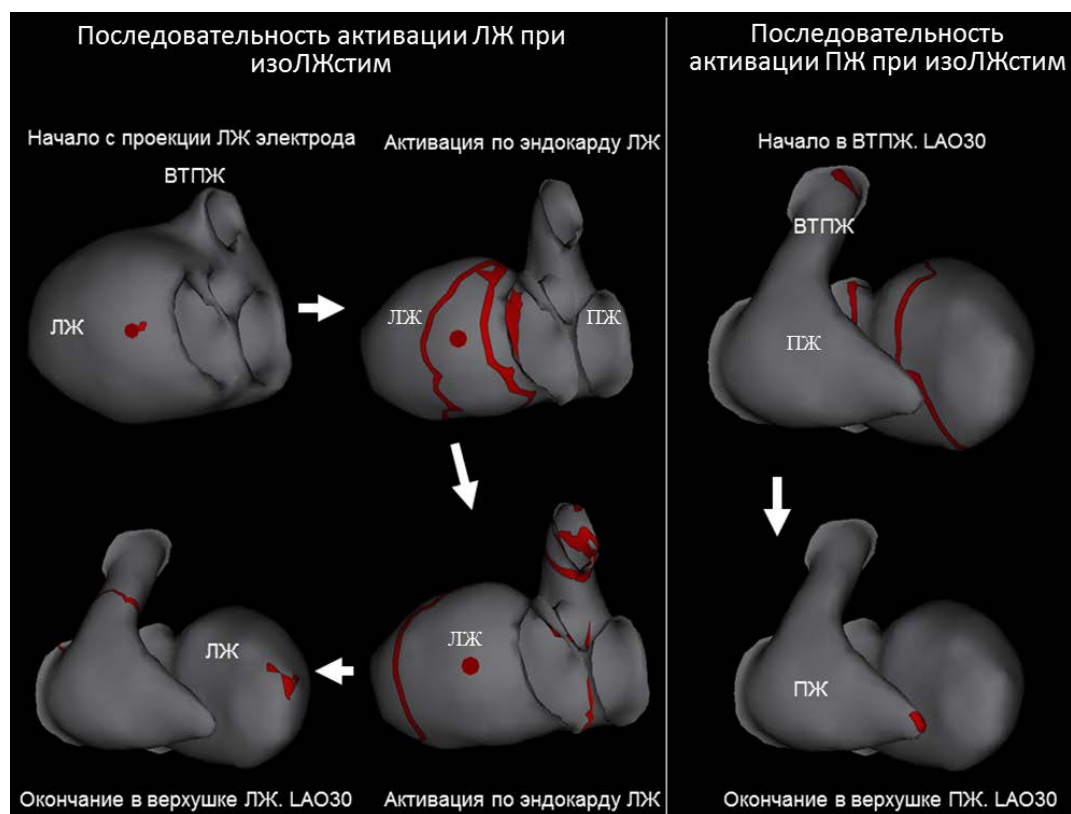 Последовательность активации ЛЖ при
изоЛЖстим
Начало с проекции ЛЖ электрода
ВТПЖ
ЛЖ
Активация по эндокарду ЛЖ
ЛЖ
ПЖ
ЛЖ
Окончание в верхушке ЛЖ. LAO30
ЛЖ
Активация по эндокарду ЛЖ
Последовательность
активации ПЖ при изоЛЖстим
Начало в ВТПЖ. LAO30
ВТПЖ
ПЖ
ПЖ
Окончание в верхушке ПЖ. LAO30